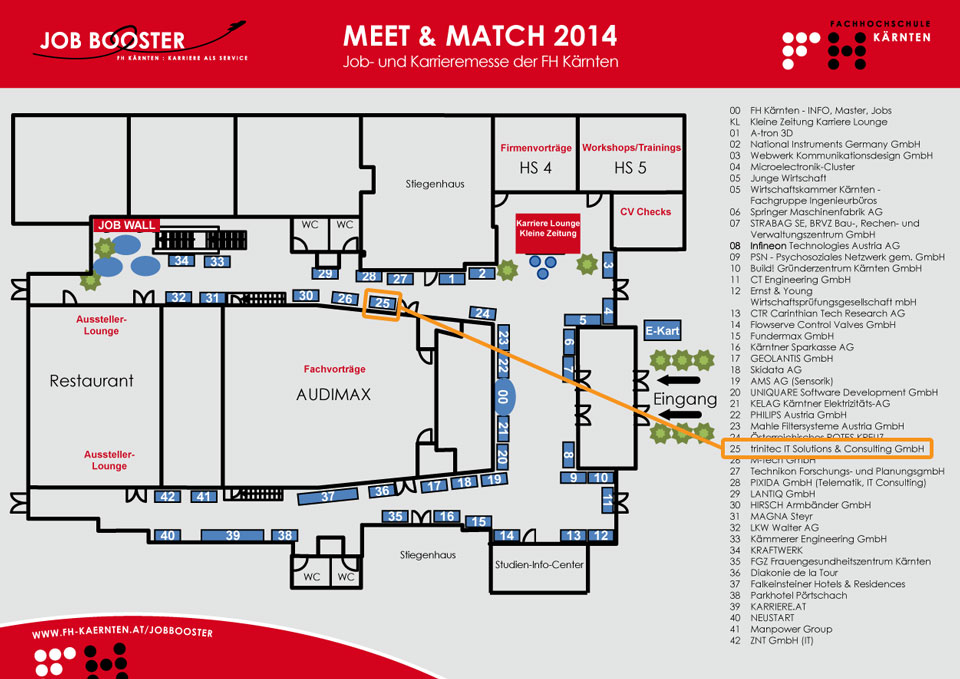 JOB BOOSTER
FH KÄRNTEN : KARRIERE ALS SERVICE
MEET & MATCH 2014
Job- und Karrieremesse der FH Kärnten
FACHHOCHSCHULE
KÄRNTEN
FH
Stiegenhaus
Firmenvorträge
HS 4
Workshops/Trainings
HS 5
CV Checks
Karriere Lounge
Kleine Zeitung
JOB WALL
WC
WC
34
33
29
28
27
1
2
3
32
31
30
26
25
24
4
5
E-Kart
Aussteller-
Lounge
Restaurant
Aussteller-
Lounge
Fachvorträge
AUDIMAX
23
22
00
21
20
6
7
8
Eingang
9
10
11
42
41
37
36
17
18
19
35
16
15
14
13
12
40
39
38
WC
WC
Stiegenhaus
Studien-Info-Center
00 FH Kärnten - INFO, Master, Jobs
KL Kleine Zeitung Karriere Lounge
01 A-tron 3D
02 National Instruments Germany GmbH
03 Webwerk Kommunikationsdesign GmbH
04 Microelectronik-Cluster
05 Junge Wirtschaft
05 Wirtschaftskammer Kärnten -
Fachgruppe Ingenieurbüros
06 Springer Maschinenfabrik AG
07 STRABAG SE, BRVZ Bau-, Rechen- und
Verwaltungszentrum GmbH
08 Infineon Technologies Austria AG
09 PSN - Psychosoziales Netzwerk gem. GmbH
10 Build! Gründerzentrum Kärnten GmbH
11 CT Engineering GmbH
12 Ernst & Young
Wirtschaftsprüfungsgesellschaft mbH
13 CTR Carinthian Tech Research AG
14 Flowserve Control Valves GmbH
15 Fundermax GmbH
16 Kärntner Sparkasse AG
17 GEOLANTIS GmbH
18 Skidata AG
19 AMS AG (Sensorik)
20 UNIQUARE Software Development GmbH
21 KELAG Kärntner Elektrizitäts-AG
22 PHILIPS Austria GmbH
23 Mahle Filtersysteme Austria GmbH
24 Österreichisches ROTES KREUZ
25 trinitec IT Solutions & Consulting GmbH
26 M-Tech GmbH
27 Technikon Forschungs- und PlanungsgmbH
28 PIXIDA GmbH (Telematik, IT Consulting)
29 LANTIQ GmbH
30 HIRSCH Armbänder GmbH
31 MAGNA Steyr
32 LKW Walter AG
33 Kämmerer Engineering GmbH
34 KRAFTWERK
35 FGZ Frauengesundheitszentrum Kärnten
36 Diakonie de la Tour
37 Falkeinsteiner Hotels & Residences
38 Parkhotel Pörtschach
39 KARRIERE.AT
40 NEUSTART
41 Manpower Group
42 ZNT GmbH (IT)
WWW.FH-KAERNTEN.AT/JOBBOOSTER
FH